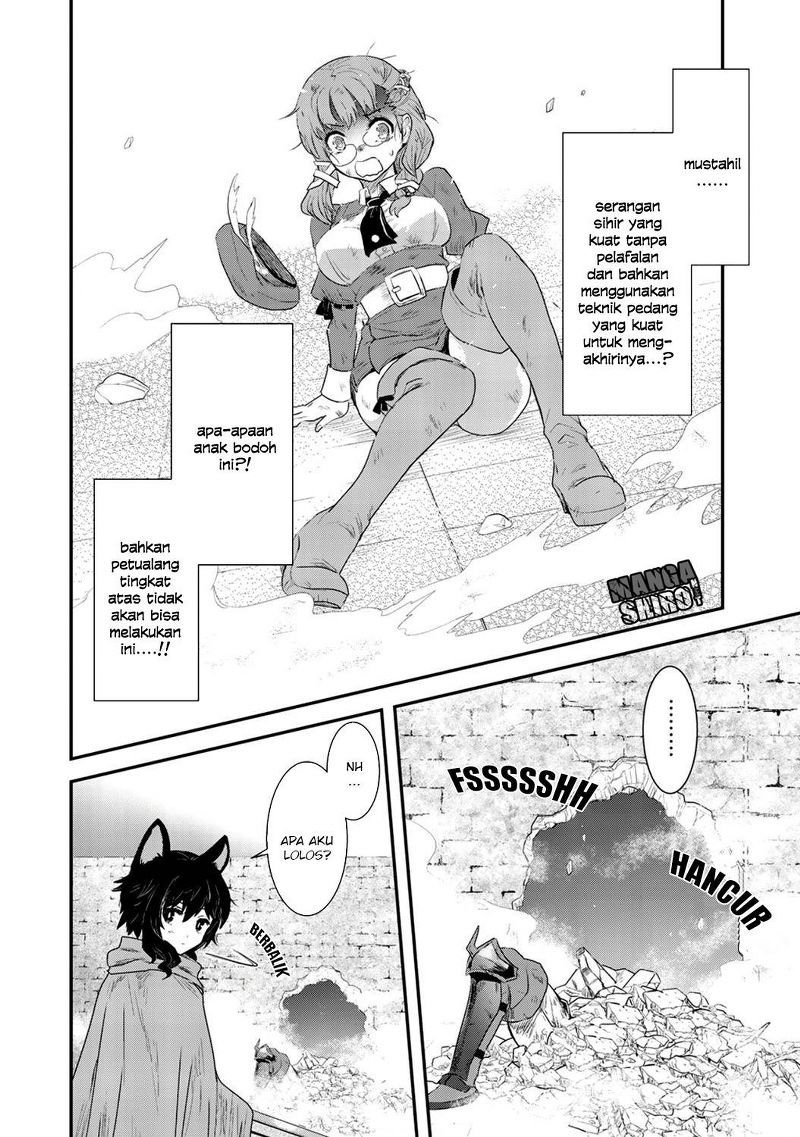 mustahil
......
serangan
sihir yang
kuat tanpa
pelafalan
dan bahkan
menggunakan
teknik pedang
yang kuat
untuk meng-
akhirinya...?
apa-apaan
anak bodoh
ini?!
bahkan
petualang
tingkat
atas tidak
akan bisa
melakukan
ini....!!
MANGA
SHIRO!
.........
FSSSSSHH
HANCUR
NH
...
APA AKU
LOLOS?
BERBALIK